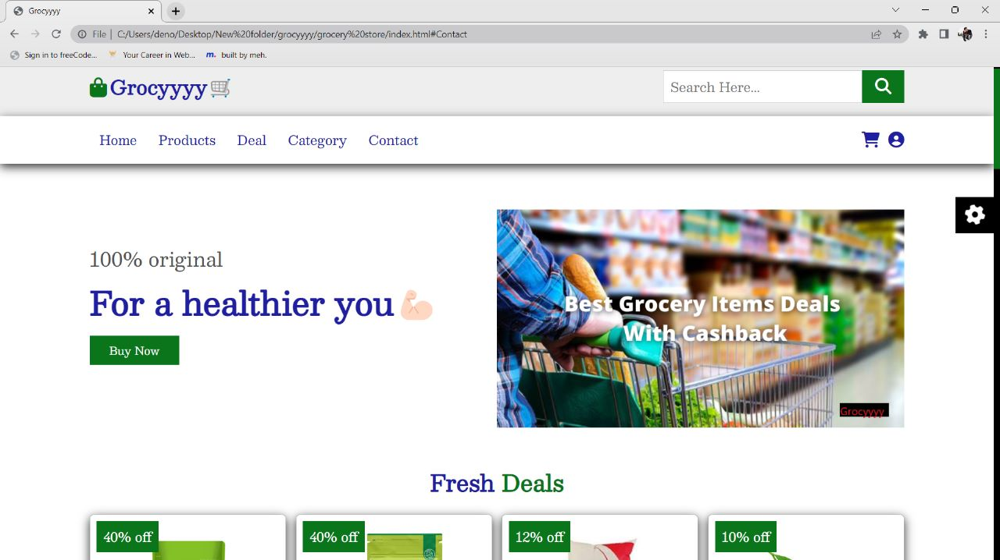 Grocyyyy
File | C:/Users/deno/Desktop/New%20folder/grocyyyy/grocery%20store/index.html#Contact
Sign in to freeCode... Your Career in Web... m. built by meh.
Grocyyyy Search Here...
Home Products Deal Category Contact
100% original
For a healthier you
Buy Now
Best Grocery Items Deals
With Cashback
Grocyyyy
Fresh Deals
40% off 40% off 12% off 10% off